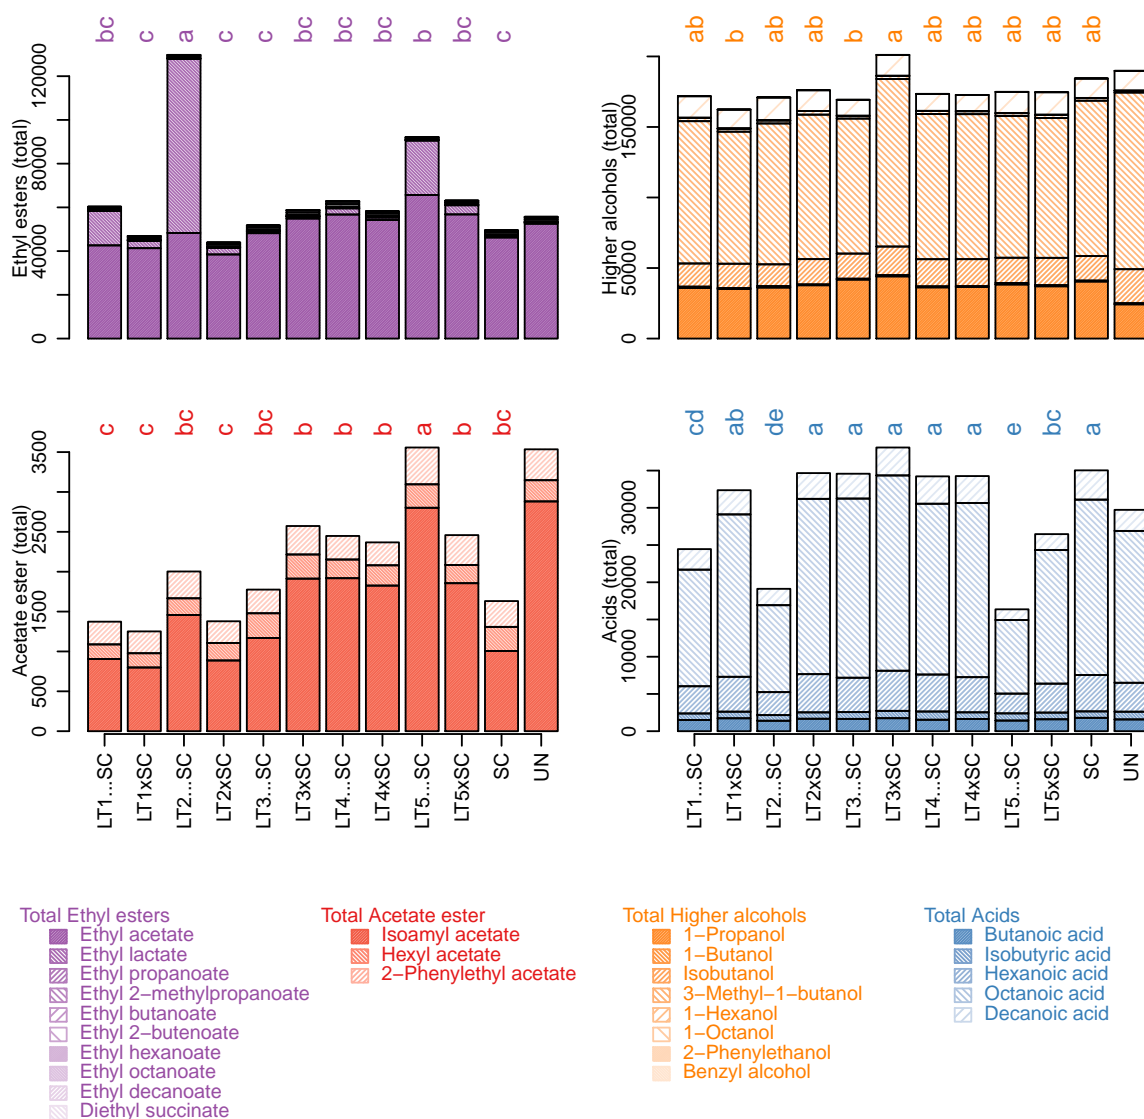 bc c a c c bc bc bc b bc c
Ethyl esters (total)
0 40000 80000 120000
ab b ab ab b a ab ab ab ab ab
Higher alcohols (total)
0 50000 150000
c c bc c bc b b b a b bc
Acetate ester (total)
0 500 1500 2500 3500
LT1...SC LT1xSC LT2...SC LT2xSC LT3...SC LT3xSC LT4...SC LT4xSC LT5...SC LT5xSC SC UN
cd ab de a a a a a e bc a
Acids (total)
0 10000 20000 30000
LT1...SC LT1xSC LT2...SC LT2xSC LT3...SC LT3xSC LT4...SC LT4xSC LT5...SC LT5xSC SC UN
Total Ethyl esters
Ethyl acetate
Ethyl lactate
Ethyl propanoate
Ethyl 2−methylpropanoate
Ethyl butanoate
Ethyl 2−butenoate
Ethyl hexanoate
Ethyl octanoate
Ethyl decanoate
Diethyl succinate
Total Acetate ester
Isoamyl acetate
Hexyl acetate
2−Phenylethyl acetate
Total Higher alcohols
1−Propanol
1−Butanol
Isobutanol
3−Methyl−1−butanol
1−Hexanol
1−Octanol
2−Phenylethanol
Benzyl alcohol
Total Acids
Butanoic acid
Isobutyric acid
Hexanoic acid
Octanoic acid
Decanoic acid